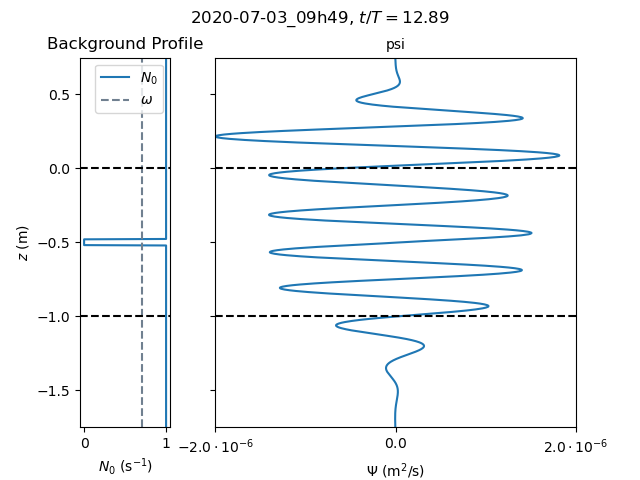 2020-07-03_09h49, t/T = 12.89
Background Profile
psi
N₀
ω
0.5
0.0
−0.5
−1.0
−1.5
z (m)
0 1
N₀ (s⁻¹)
−2.0·10⁻⁶ 0.0 2.0·10⁻⁶
Ψ (m²/s)